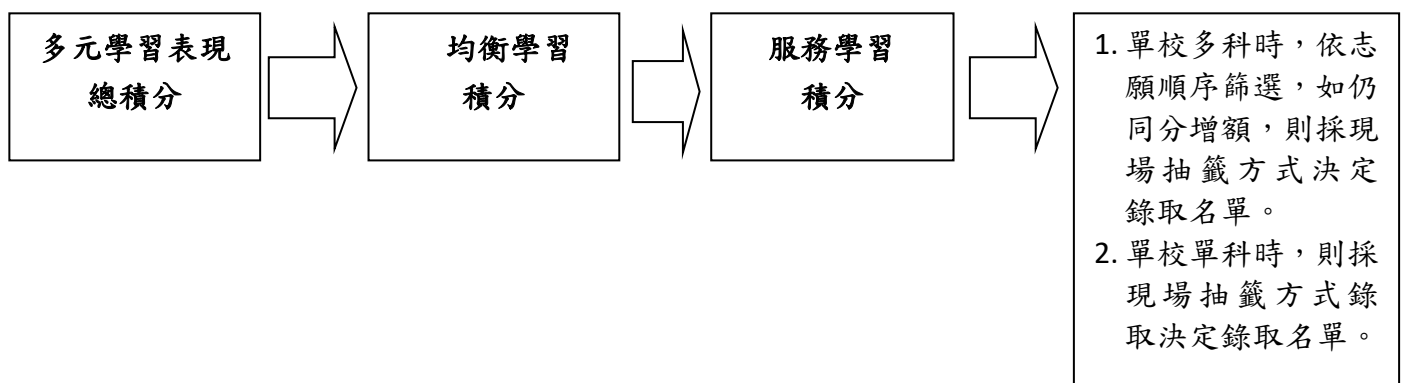 多元學習表現
總積分
均衡學習
積分
服務學習
積分
1. 單校多科時，依志
願順序篩選，如仍
同分增額，則採現
場抽籤方式決定
錄取名單。
2. 單校單科時，則採
現場抽籤方式錄
取決定錄取名單。